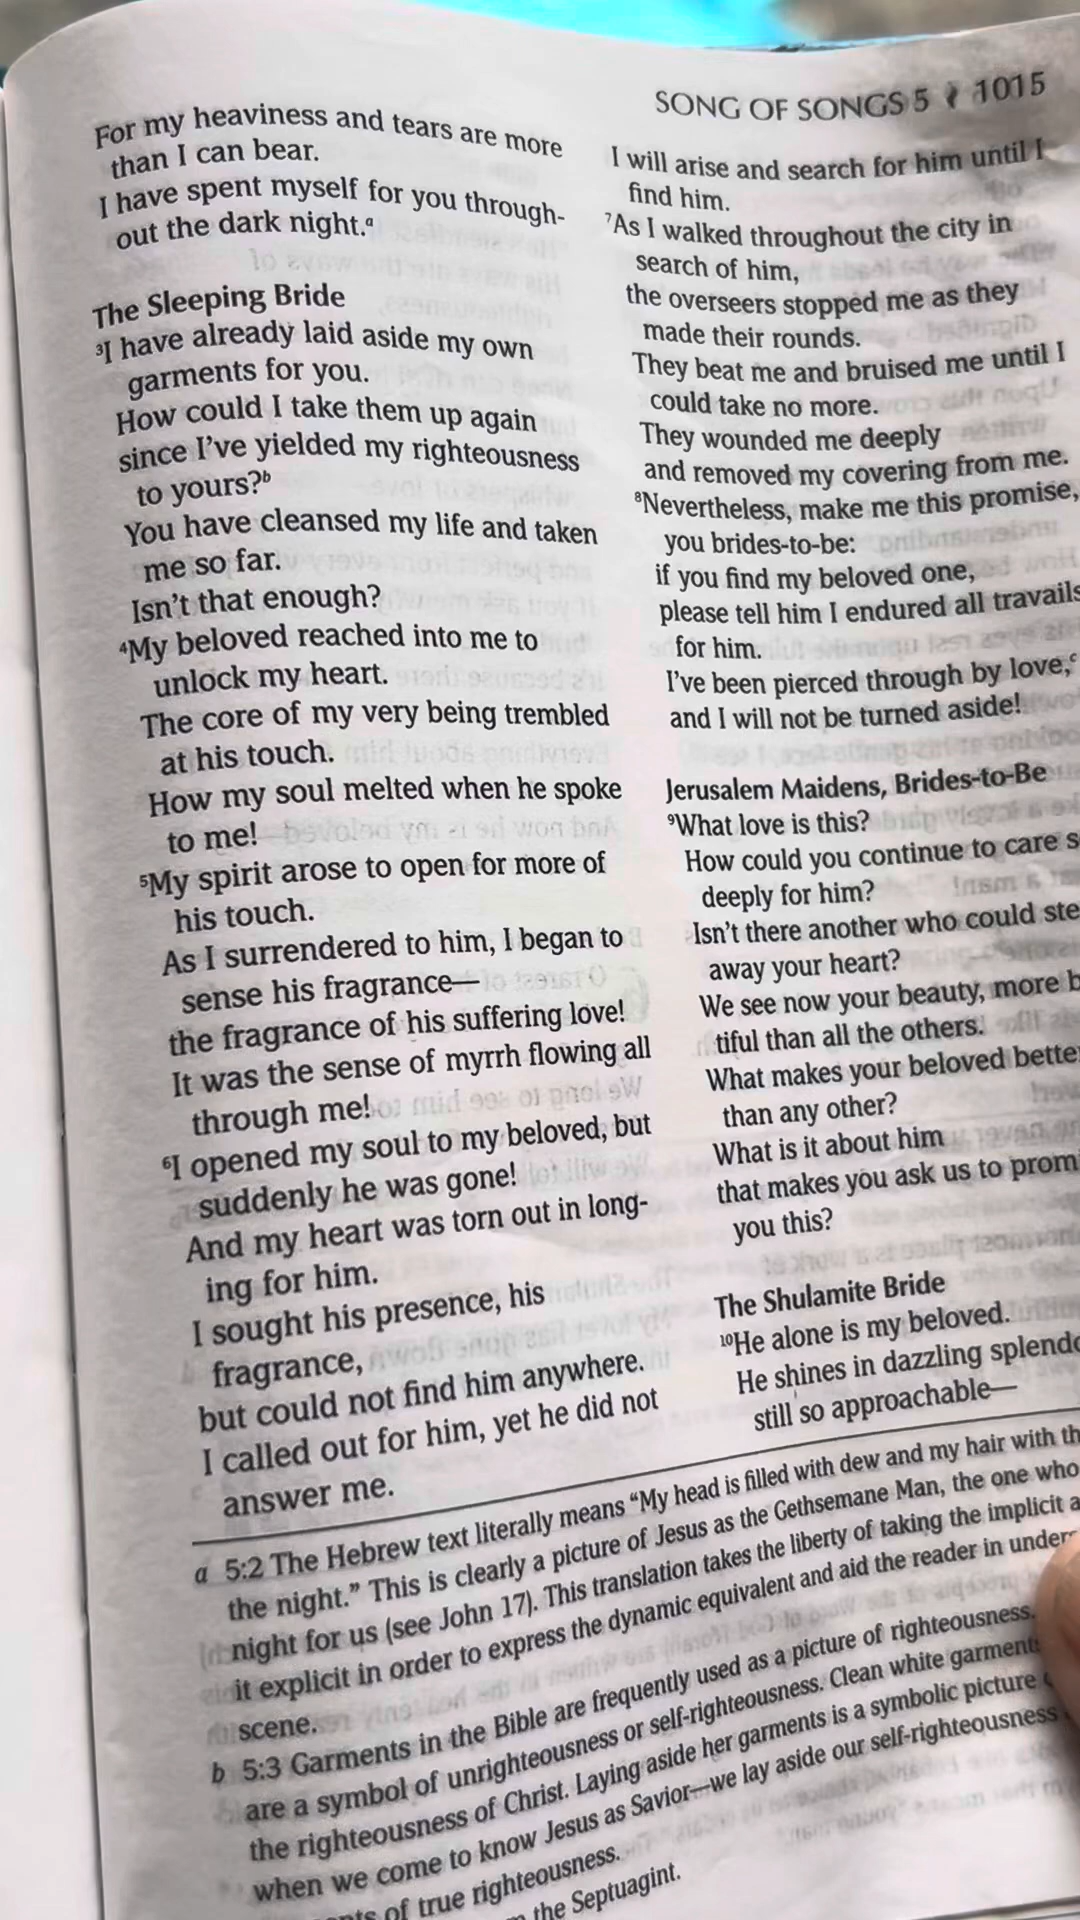 SONG OF SONGS 5 1015
For my heaviness and tears are more
than I can bear.
I have spent myself for you through-
out the dark night.ᵃ
The Sleeping Bride
³I have already laid aside my own
garments for you.
How could I take them up again
since I've yielded my righteousness
to yours?ᵇ
You have cleansed my life and taken
me so far.
Isn't that enough?
⁴My beloved reached into me to
unlock my heart.
The core of my very being trembled
at his touch.
How my soul melted when he spoke
to me!
⁵My spirit arose to open for more of
his touch.
As I surrendered to him, I began to
sense his fragrance—
the fragrance of his suffering love!
It was the sense of myrrh flowing all
through me!
⁶I opened my soul to my beloved, but
suddenly he was gone!
And my heart was torn out in long-
ing for him.
I sought his presence, his
fragrance,
but could not find him anywhere.
I called out for him, yet he did not
answer me.
I will arise and search for him until I
find him.
⁷As I walked throughout the city in
search of him,
the overseers stopped me as they
made their rounds.
They beat me and bruised me until I
could take no more.
They wounded me deeply
and removed my covering from me.
⁸Nevertheless, make me this promise,
you brides-to-be:
if you find my beloved one,
please tell him I endured all travails
for him.
I've been pierced through by love,ᶜ
and I will not be turned aside!
Jerusalem Maidens, Brides-to-Be
⁹What love is this?
How could you continue to care
deeply for him?
Isn't there another who could
away your heart?
We see now your beauty, more
tiful than all the others.
What makes your beloved better
than any other?
What is it about him
that makes you ask us to
you this?
The Shulamite Bride
¹⁰He alone is my beloved.
He shines in dazzling
still so approachable—
a 5:2 The Hebrew text literally means “My head is filled with dew and my hair with
the night.” This is clearly a picture of Jesus as the Gethsemane Man, the one who
night for us (see John 17). This translation takes the liberty of taking the implicit
it explicit in order to express the dynamic equivalent and aid the reader in
scene.
b 5:3 Garments in the Bible are frequently used as a picture of righteousness.
are a symbol of unrighteousness or self-righteousness. Clean white garments
the righteousness of Christ. Laying aside her garments is a symbolic picture
when we come to know Jesus as Savior—we lay aside our self-righteousness
of true righteousness.
the Septuagint.